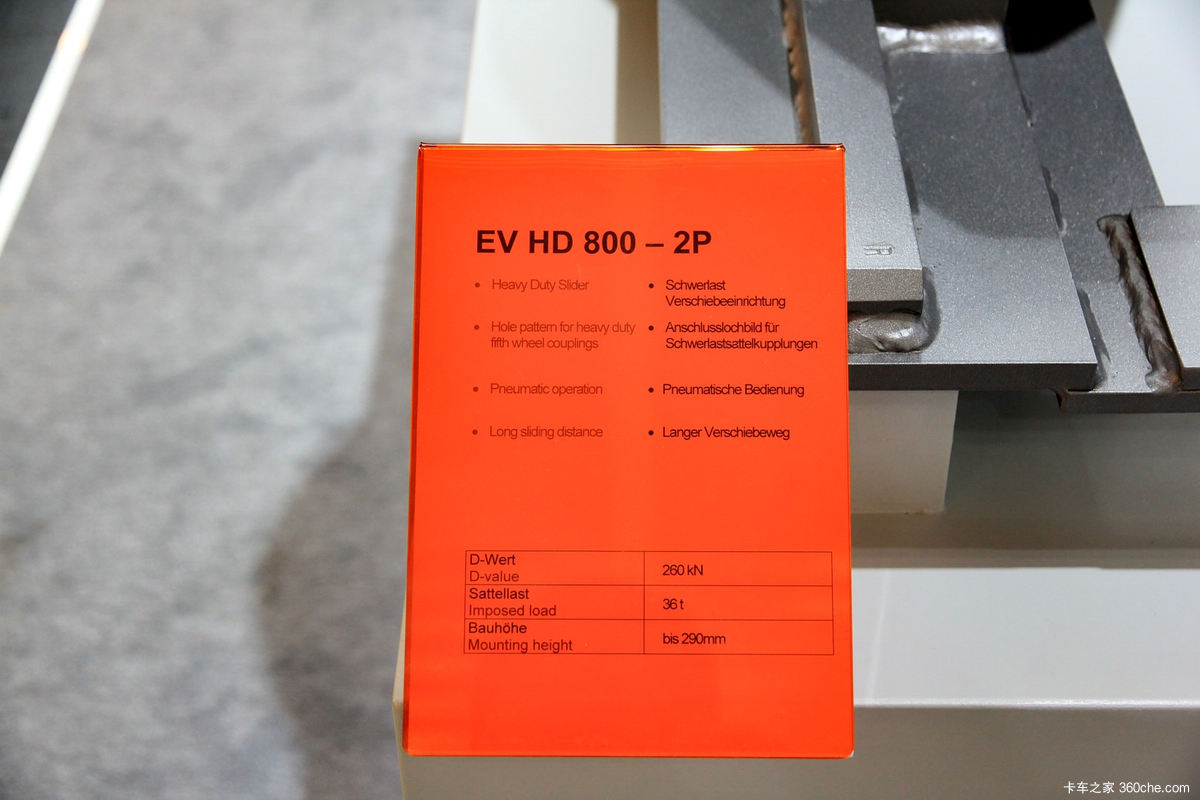 EV HD 800 – 2P
• Heavy Duty Slider
• Hole pattern for heavy duty
fifth wheel couplings
• Pneumatic operation
• Long sliding distance
• Schwerlast
Verschiebeeinrichtung
• Anschlusslochbild für
Schwerlastsattelkupplungen
• Pneumatische Bedienung
• Langer Verschiebeweg
D-Wert
D-value
260 kN
Sattellast
Imposed load
36 t
Bauhöhe
Mounting height
bis 290mm
卡车之家 360che.com